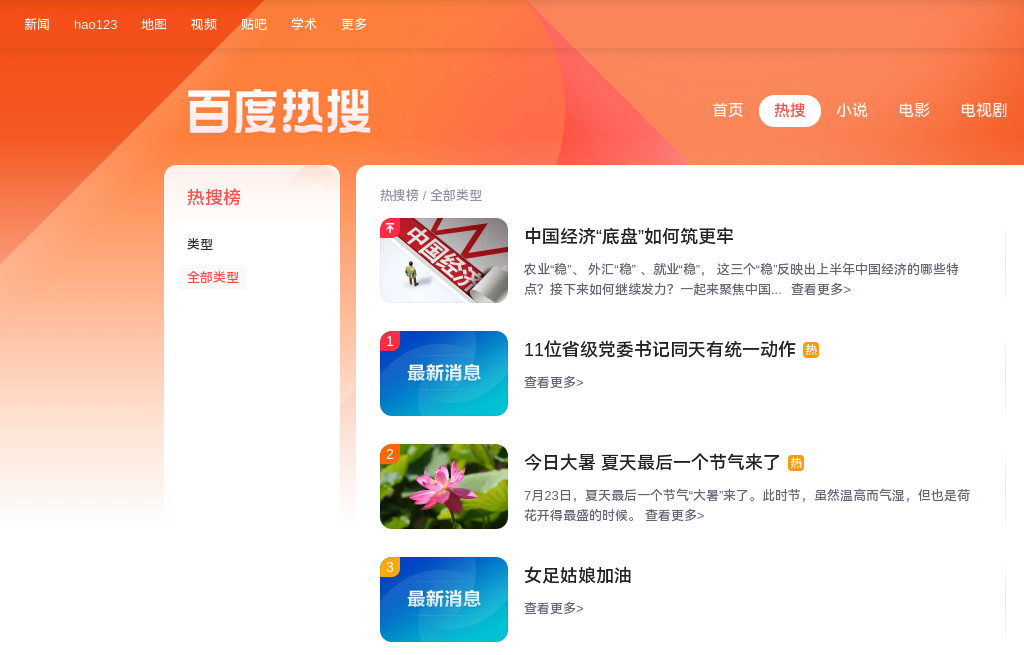 新闻 hao123 地图 视频 贴吧 学术 更多
百度热搜
首页 热搜 小说 电影 电视剧
热搜榜
类型
全部类型
热搜榜 / 全部类型
中国经济
中国经济“底盘”如何筑更牢
农业“稳”、 外汇“稳” 、就业“稳”， 这三个“稳”反映出上半年中国经济的哪些特
点？接下来如何继续发力？一起来聚焦中国... 查看更多>
1
最新消息
11位省级党委书记同天有统一动作 热
查看更多>
2
今日大暑 夏天最后一个节气来了 热
7月23日，夏天最后一个节气“大暑”来了。此时节，虽然温高而气湿，但也是荷
花开得最盛的时候。 查看更多>
3
最新消息
女足姑娘加油
查看更多>